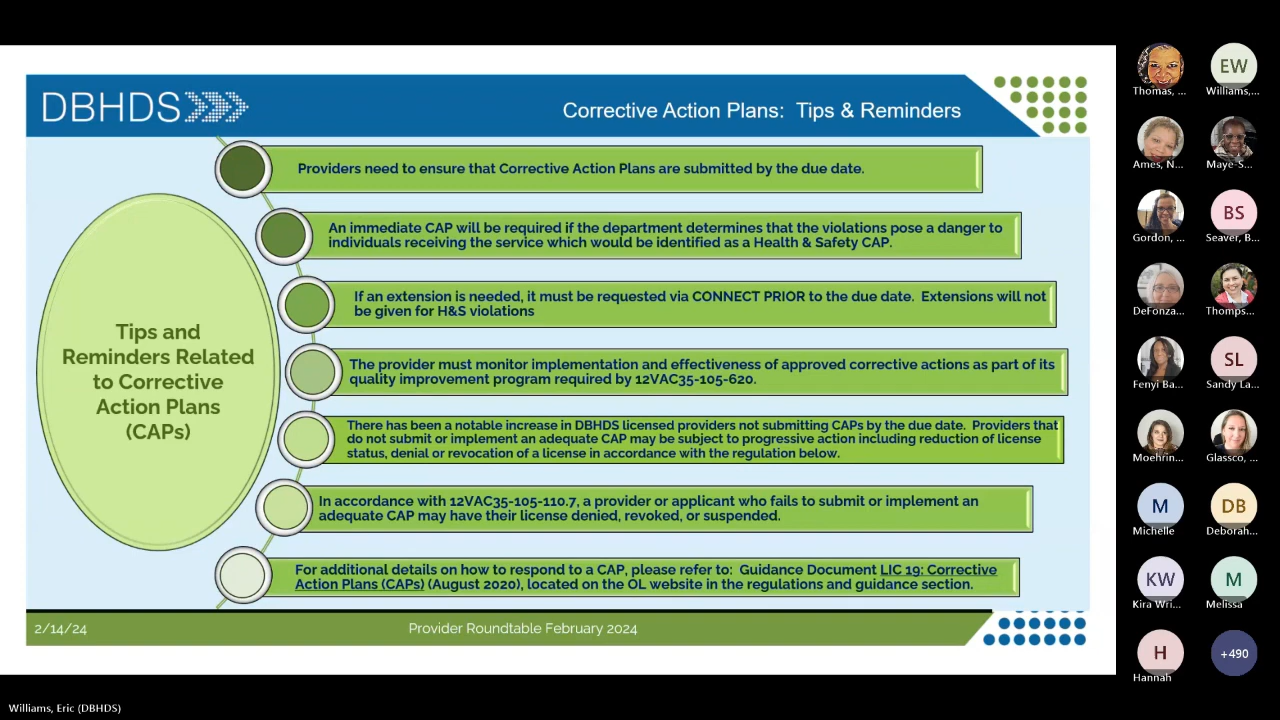 DBHDS
Corrective Action Plans: Tips & Reminders
Tips and
Reminders Related
to Corrective
Action Plans
(CAPs)
Providers need to ensure that Corrective Action Plans are submitted by the due date.
An immediate CAP will be required if the department determines that the violations pose a danger to
individuals receiving the service which would be identified as a Health & Safety CAP.
If an extension is needed, it must be requested via CONNECT PRIOR to the due date. Extensions will not
be given for H&S violations
The provider must monitor implementation and effectiveness of approved corrective actions as part of its
quality improvement program required by 12VAC35-105-620.
There has been a notable increase in DBHDS licensed providers not submitting CAPs by the due date. Providers that
do not submit or implement an adequate CAP may be subject to progressive action including reduction of license
status, denial or revocation of a license in accordance with the regulation below.
In accordance with 12VAC35-105-110.7, a provider or applicant who fails to submit or implement an
adequate CAP may have their license denied, revoked, or suspended.
For additional details on how to respond to a CAP, please refer to: Guidance Document LIC 19: Corrective
Action Plans (CAPs) (August 2020), located on the OL website in the regulations and guidance section.
2/14/24
Provider Roundtable February 2024
Thomas, ...
EW
Williams,...
Ames, N...
Maye-S...
Gordon, ...
BS
Seaver, B...
DeFonza...
Thomps...
Fenyi Ba...
SL
Sandy La...
Moehrin...
Glassco, ...
M
Michelle
DB
Deborah...
KW
Kira Wri...
M
Melissa
H
Hannah
+490
Williams, Eric (DBHDS)